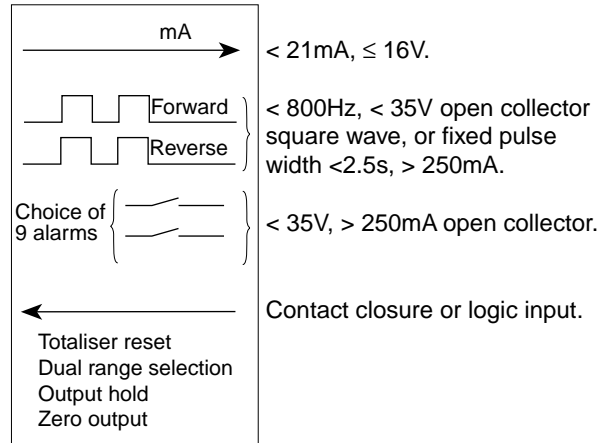 mA
< 21mA, ≤ 16V.
Forward
Reverse
< 800Hz, < 35V open collector
square wave, or fixed pulse
width <2.5s, > 250mA.
Choice of
9 alarms
< 35V, > 250mA open collector.
Contact closure or logic input.
Totaliser reset
Dual range selection
Output hold
Zero output